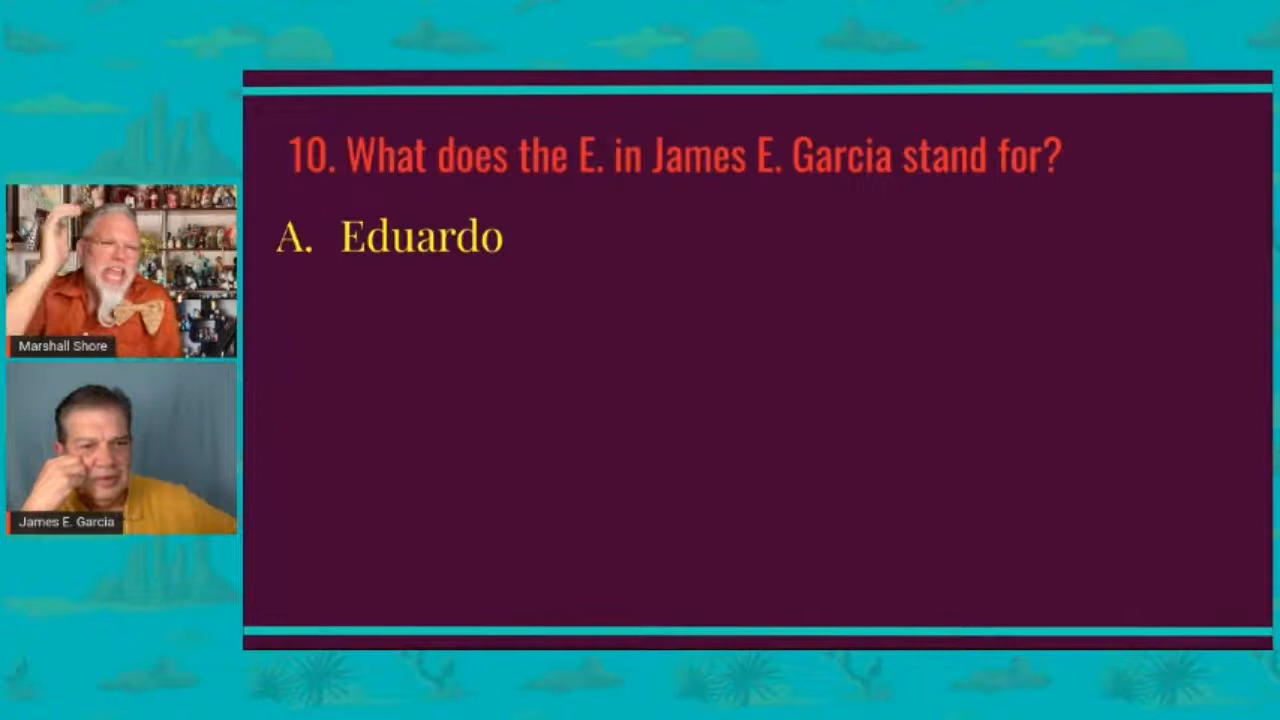 10. What does the E. in James E. Garcia stand for?
A. Eduardo
Marshall Shore
James E. Garcia